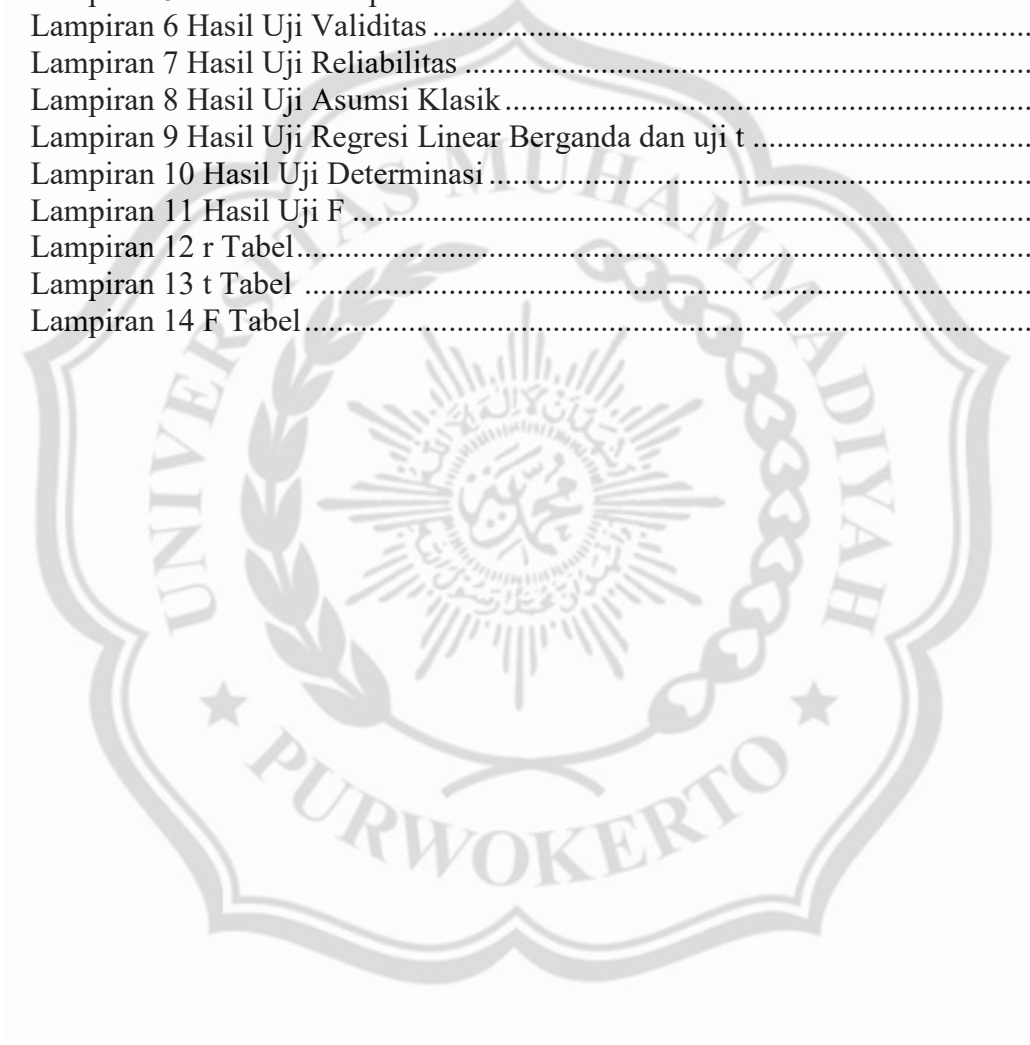 Lampiran 6 Hasil Uji Validitas
Lampiran 7 Hasil Uji Reliabilitas
Lampiran 8 Hasil Uji Asumsi Klasik
Lampiran 9 Hasil Uji Regresi Linear Berganda dan uji t
Lampiran 10 Hasil Uji Determinasi
Lampiran 11 Hasil Uji F
Lampiran 12 r Tabel
Lampiran 13 t Tabel
Lampiran 14 F Tabel
UNIVERSITAS MUHAMMADIYAH
PURWOKERTO